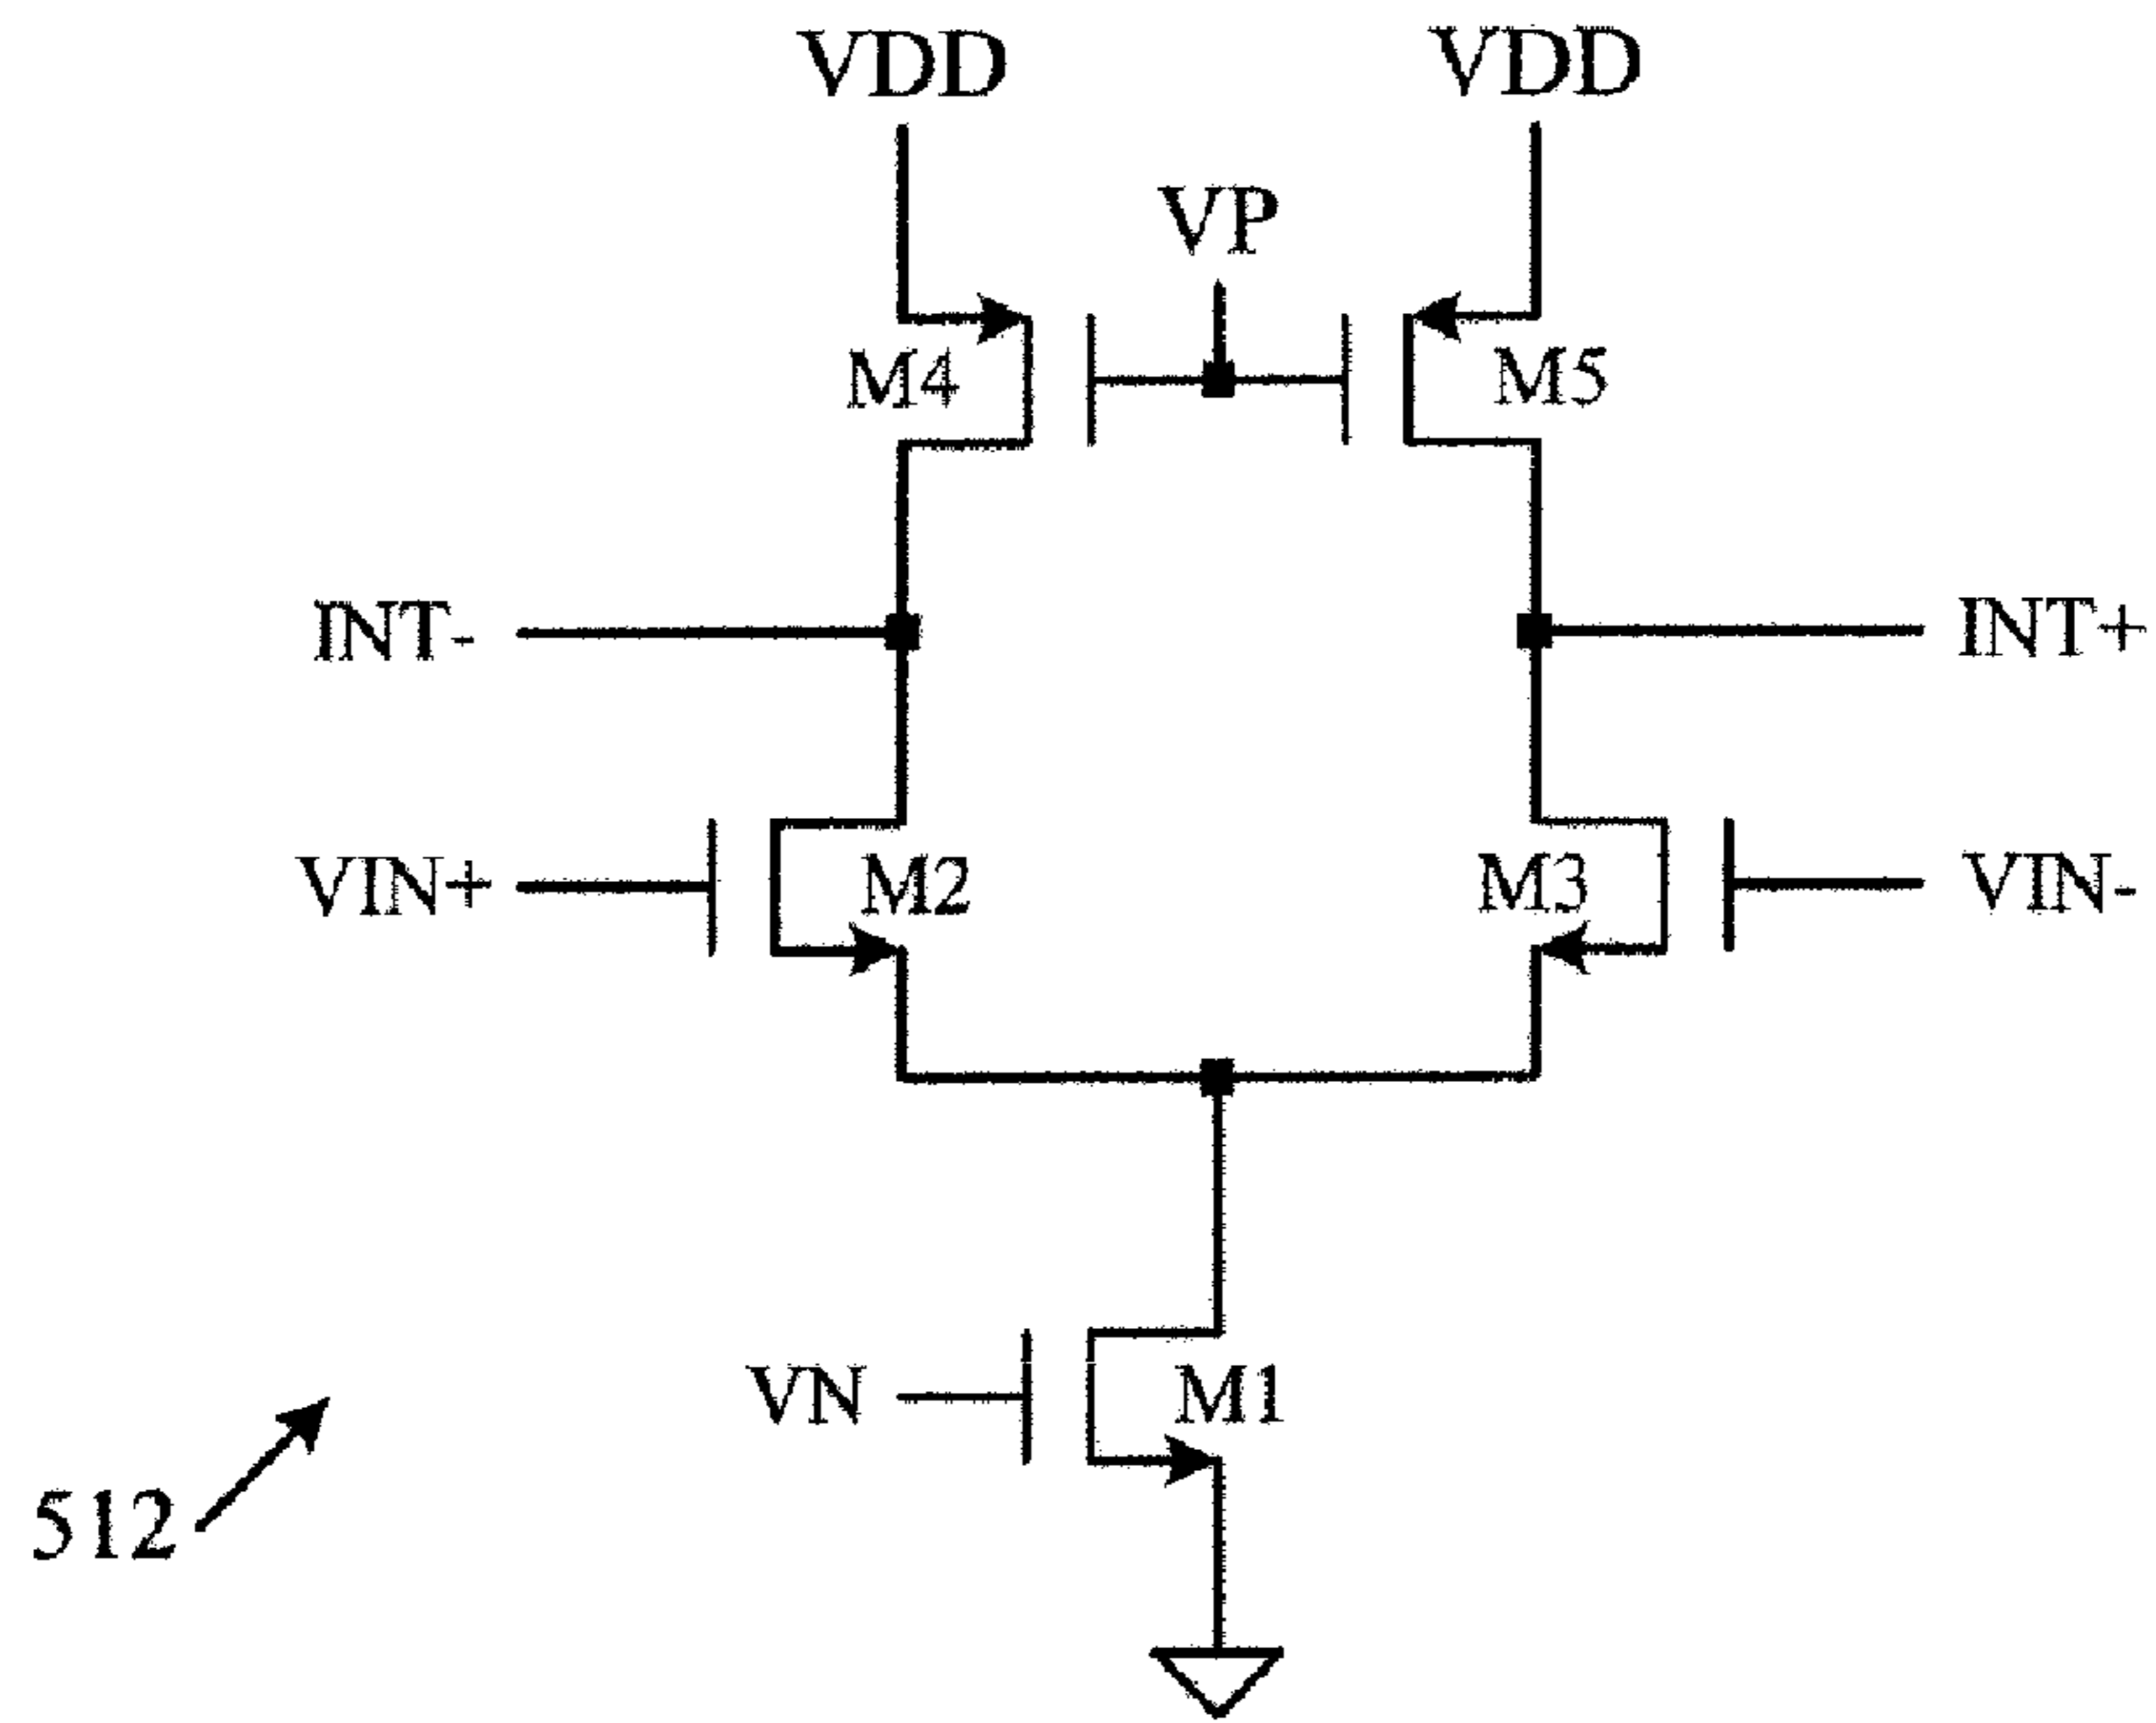 VDD
VDD
VP
M4
M5
INT-
INT+
VIN+
M2
M3
VIN-
VN
M1
512